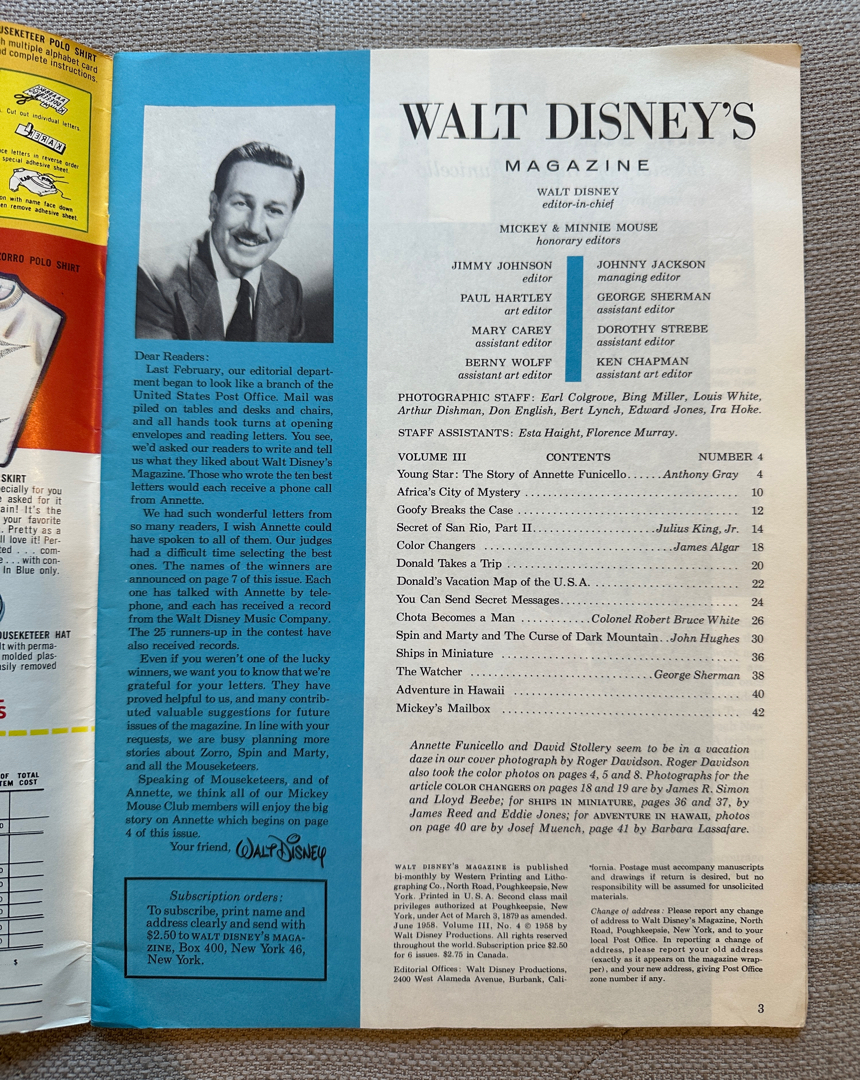 USEKETEER POLO SHIRT
h multiple alphabet card
d complete instructions.
. Cut out individual letters.
ce letters in reverse order
special adhesive sheet.
on with name face down
en remove adhesive sheet.
ZORRO POLO SHIRT
SKIRT
ecially for you
e asked for it
ain! It's the
your favorite
. Pretty as a
ll love it! Per-
ted . . . com-
e . . . with con-
In Blue only.
OUSEKETEER HAT
lt with perma-
molded plas-
sily removed
S
OF TOTAL
TEM COST
$
Dear Readers:
Last February, our editorial depart-
ment began to look like a branch of the
United States Post Office. Mail was
piled on tables and desks and chairs,
and all hands took turns at opening
envelopes and reading letters. You see,
we'd asked our readers to write and tell
us what they liked about Walt Disney's
Magazine. Those who wrote the ten best
letters would each receive a phone call
from Annette.
We had such wonderful letters from
so many readers, I wish Annette could
have spoken to all of them. Our judges
had a difficult time selecting the best
ones. The names of the winners are
announced on page 7 of this issue. Each
one has talked with Annette by tele-
phone, and each has received a record
from the Walt Disney Music Company.
The 25 runners-up in the contest have
also received records.
Even if you weren't one of the lucky
winners, we want you to know that we're
grateful for your letters. They have
proved helpful to us, and many contrib-
uted valuable suggestions for future
issues of the magazine. In line with your
requests, we are busy planning more
stories about Zorro, Spin and Marty,
and all the Mouseketeers.
Speaking of Mouseketeers, and of
Annette, we think all of our Mickey
Mouse Club members will enjoy the big
story on Annette which begins on page
4 of this issue.
Your friend, WALT DISNEY
Subscription orders:
To subscribe, print name and
address clearly and send with
$2.50 to WALT DISNEY'S MAGA-
ZINE, Box 400, New York 46,
New York.
WALT DISNEY'S
MAGAZINE
WALT DISNEY
editor-in-chief
MICKEY & MINNIE MOUSE
honorary editors
JIMMY JOHNSON
editor
PAUL HARTLEY
art editor
MARY CAREY
assistant editor
BERNY WOLFF
assistant art editor
JOHNNY JACKSON
managing editor
GEORGE SHERMAN
assistant editor
DOROTHY STREBE
assistant editor
KEN CHAPMAN
assistant art editor
PHOTOGRAPHIC STAFF: Earl Colgrove, Bing Miller, Louis White,
Arthur Dishman, Don English, Bert Lynch, Edward Jones, Ira Hoke.
STAFF ASSISTANTS: Esta Haight, Florence Murray.
VOLUME III CONTENTS NUMBER 4
Young Star: The Story of Annette Funicello......Anthony Gray 4
Africa's City of Mystery ........................................ 10
Goofy Breaks the Case ........................................ 12
Secret of San Rio, Part II.....................Julius King, Jr. 14
Color Changers ................................James Algar 18
Donald Takes a Trip ........................................ 20
Donald's Vacation Map of the U.S.A. ........................... 22
You Can Send Secret Messages................................ 24
Chota Becomes a Man ............Colonel Robert Bruce White 26
Spin and Marty and The Curse of Dark Mountain..John Hughes 30
Ships in Miniature ........................................ 36
The Watcher ................................George Sherman 38
Adventure in Hawaii ........................................ 40
Mickey's Mailbox ........................................ 42
Annette Funicello and David Stollery seem to be in a vacation
daze in our cover photograph by Roger Davidson. Roger Davidson
also took the color photos on pages 4, 5 and 8. Photographs for the
article COLOR CHANGERS on pages 18 and 19 are by James R. Simon
and Lloyd Beebe; for SHIPS IN MINIATURE, pages 36 and 37, by
James Reed and Eddie Jones; for ADVENTURE IN HAWAII, photos
on page 40 are by Josef Muench, page 41 by Barbara Lassafare.
WALT DISNEY'S MAGAZINE is published
bi-monthly by Western Printing and Litho-
graphing Co., North Road, Poughkeepsie, New
York. Printed in U.S.A. Second class mail
privileges authorized at Poughkeepsie, New
York, under Act of March 3, 1879 as amended.
June 1958. Volume III, No. 4 © 1958 by
Walt Disney Productions. All rights reserved
throughout the world. Subscription price $2.50
for 6 issues. $2.75 in Canada.
Editorial Offices: Walt Disney Productions,
2400 West Alameda Avenue, Burbank, Cali-
fornia. Postage must accompany manuscripts
and drawings if return is desired, but no
responsibility will be assumed for unsolicited
materials.
Change of address: Please report any change
of address to Walt Disney's Magazine, North
Road, Poughkeepsie, New York, and to your
local Post Office. In reporting a change of
address, please report your old address
(exactly as it appears on the magazine wrap-
per), and your new address, giving Post Office
zone number if any.
3